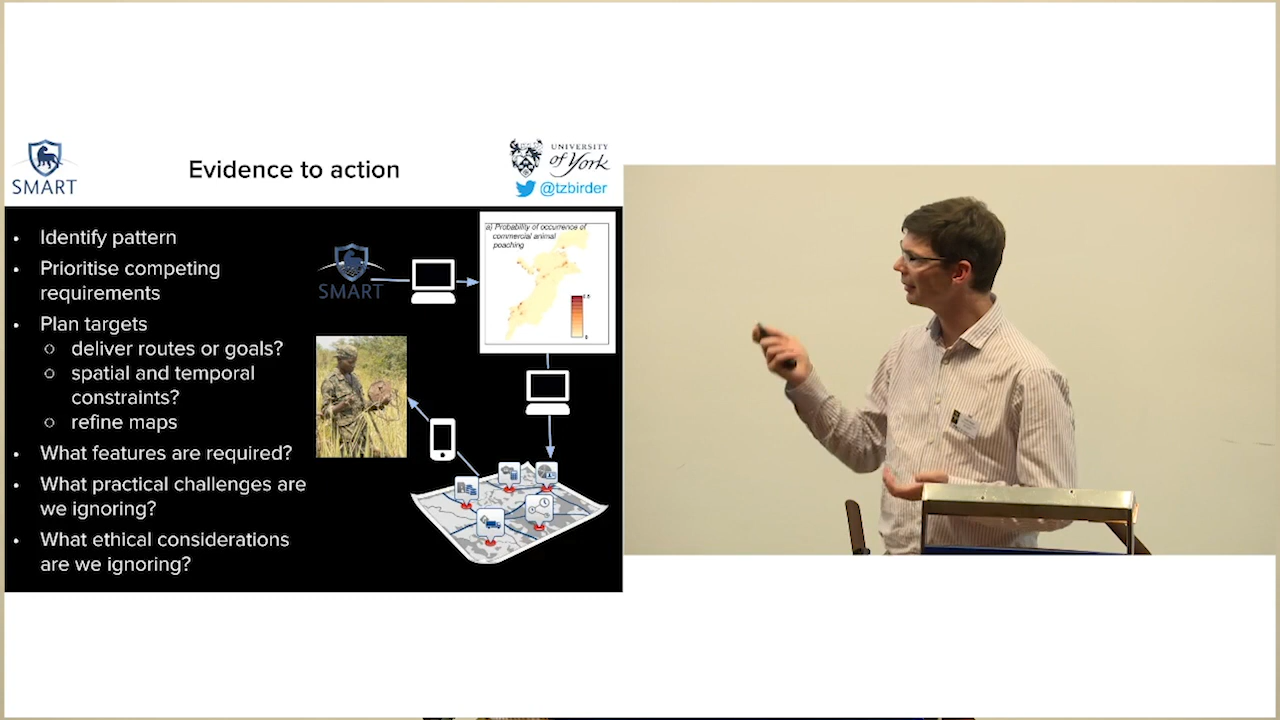 SMART
Evidence to action
UNIVERSITY
of York
@tzbirder
• Identify pattern
• Prioritise competing
requirements
• Plan targets
○ deliver routes or goals?
○ spatial and temporal
constraints?
○ refine maps
• What features are required?
• What practical challenges are
we ignoring?
• What ethical considerations
are we ignoring?
SMART
a) Probability of occurrence of
commercial animal
poaching